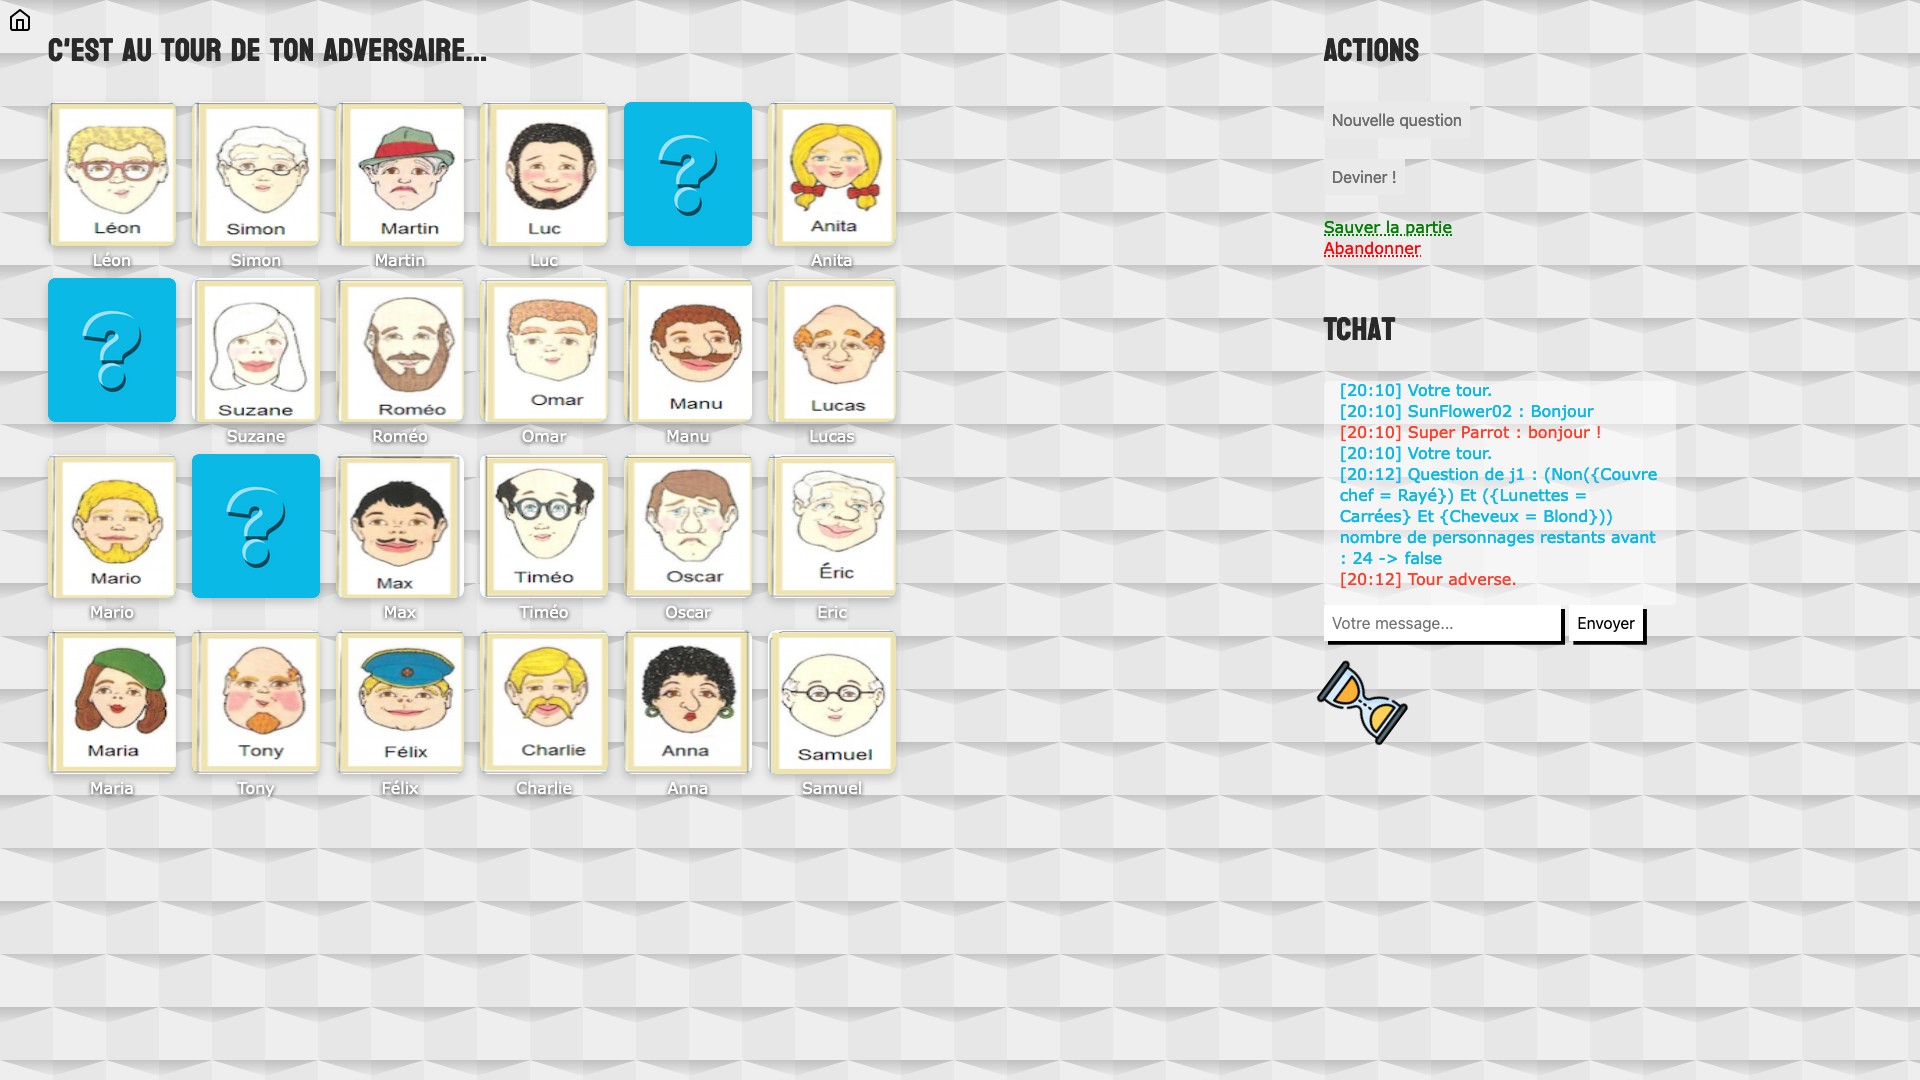 C'EST AU TOUR DE TON ADVERSAIRE...
Léon
Simon
Martin
Luc
?
Anita
Léon
Simon
Martin
Luc
Anita
?
Suzane
Roméo
Omar
Manu
Lucas
Suzane
Roméo
Omar
Manu
Lucas
Mario
?
Max
Timéo
Oscar
Éric
Mario
Max
Timéo
Oscar
Eric
Maria
Tony
Félix
Charlie
Anna
Samuel
Maria
Tony
Félix
Charlie
Anna
Samuel
ACTIONS
Nouvelle question
Deviner !
Sauver la partie
Abandonner
TCHAT
[20:10] Votre tour.
[20:10] SunFlower02 : Bonjour
[20:10] Super Parrot : bonjour !
[20:10] Votre tour.
[20:12] Question de j1 : (Non({Couvre
chef = Rayé}) Et ({Lunettes =
Carrées} Et {Cheveux = Blond}))
nombre de personnages restants avant
: 24 -> false
[20:12] Tour adverse.
Votre message...
Envoyer